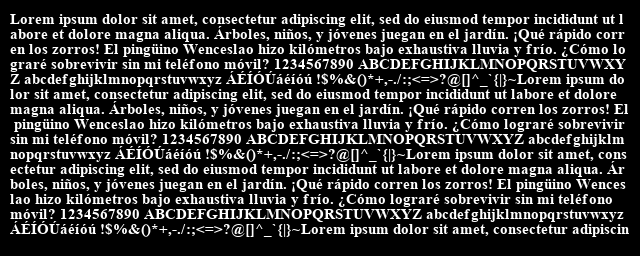 Lorem ipsum dolor sit amet, consectetur adipiscing elit, sed do eiusmod tempor incididunt ut l
abore et dolore magna aliqua. Árboles, niños, y jóvenes juegan en el jardín. ¡Qué rápido corr
en los zorros! El pingüino Wenceslao hizo kilómetros bajo exhaustiva lluvia y frío. ¿Cómo lo
graré sobrevivir sin mi teléfono móvil? 1234567890 ABCDEFGHIJKLMNOPQRSTUVWXY
Z abcdefghijklmnopqrstuvwxyz ÁÉÍÓÚáéíóú !$%&()*+,-./:;<=>?@[]^_`{|}~Lorem ipsum do
lor sit amet, consectetur adipiscing elit, sed do eiusmod tempor incididunt ut labore et dolore
magna aliqua. Árboles, niños, y jóvenes juegan en el jardín. ¡Qué rápido corren los zorros! El
pingüino Wenceslao hizo kilómetros bajo exhaustiva lluvia y frío. ¿Cómo lograré sobrevivir
sin mi teléfono móvil? 1234567890 ABCDEFGHIJKLMNOPQRSTUVWXYZ abcdefghijklm
nopqrstuvwxyz ÁÉÍÓÚáéíóú !$%&()*+,-./:;<=>?@[]^_`{|}~Lorem ipsum dolor sit amet, cons
ectetur adipiscing elit, sed do eiusmod tempor incididunt ut labore et dolore magna aliqua. Ár
boles, niños, y jóvenes juegan en el jardín. ¡Qué rápido corren los zorros! El pingüino Wences
lao hizo kilómetros bajo exhaustiva lluvia y frío. ¿Cómo lograré sobrevivir sin mi teléfono
móvil? 1234567890 ABCDEFGHIJKLMNOPQRSTUVWXYZ abcdefghijklmnopqrstuvwxyz
ÁÉÍÓÚáéíóú !$%&()*+,-./:;<=>?@[]^_`{|}~Lorem ipsum dolor sit amet, consectetur adipiscin